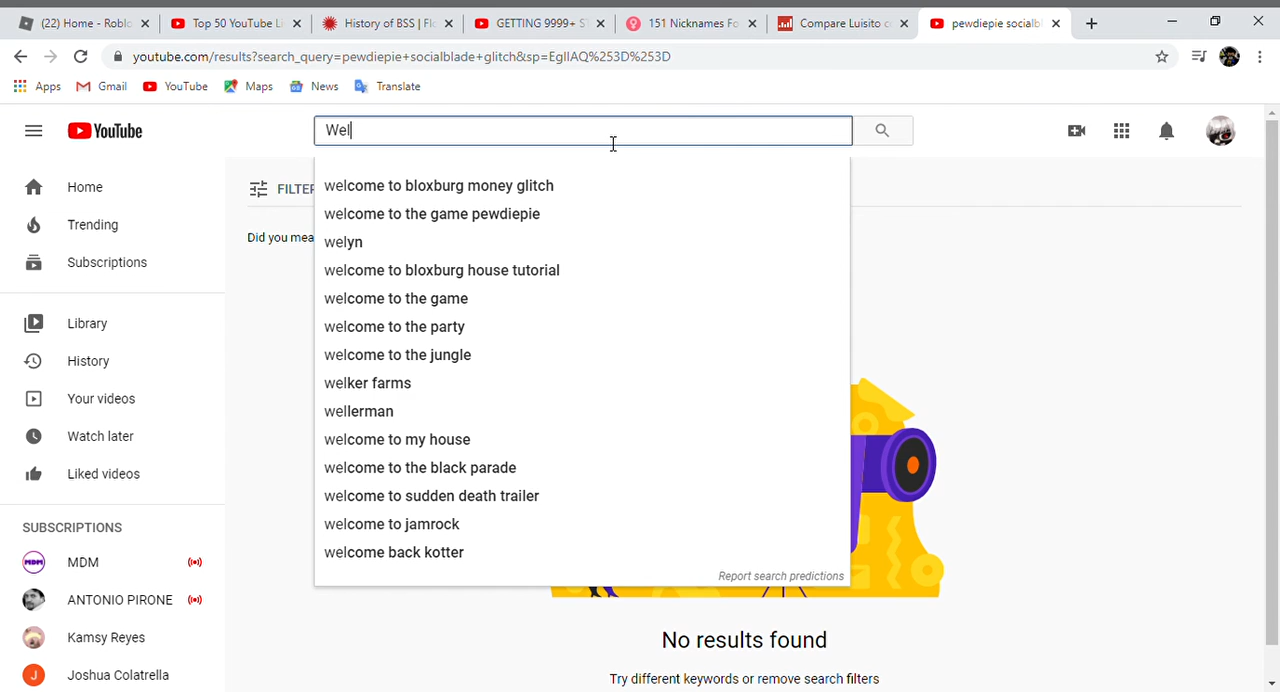 (22) Home - Roblo
Top 50 YouTube Li
History of BSS | Flo
GETTING 9999+ ST
151 Nicknames Fo
Compare Luisito co
pewdiepie socialbl
youtube.com/results?search_query=pewdiepie+socialblade+glitch&sp=EgIIAQ%253D%253D
Apps
Gmail
YouTube
Maps
News
Translate
YouTube
Wel
Home
Trending
Subscriptions
Library
History
Your videos
Watch later
Liked videos
SUBSCRIPTIONS
MDM
MDM
ANTONIO PIRONE
Kamsy Reyes
J
Joshua Colatrella
FILTER
Did you mea
welcome to bloxburg money glitch
welcome to the game pewdiepie
welyn
welcome to bloxburg house tutorial
welcome to the game
welcome to the party
welcome to the jungle
welker farms
wellerman
welcome to my house
welcome to the black parade
welcome to sudden death trailer
welcome to jamrock
welcome back kotter
Report search predictions
No results found
Try different keywords or remove search filters